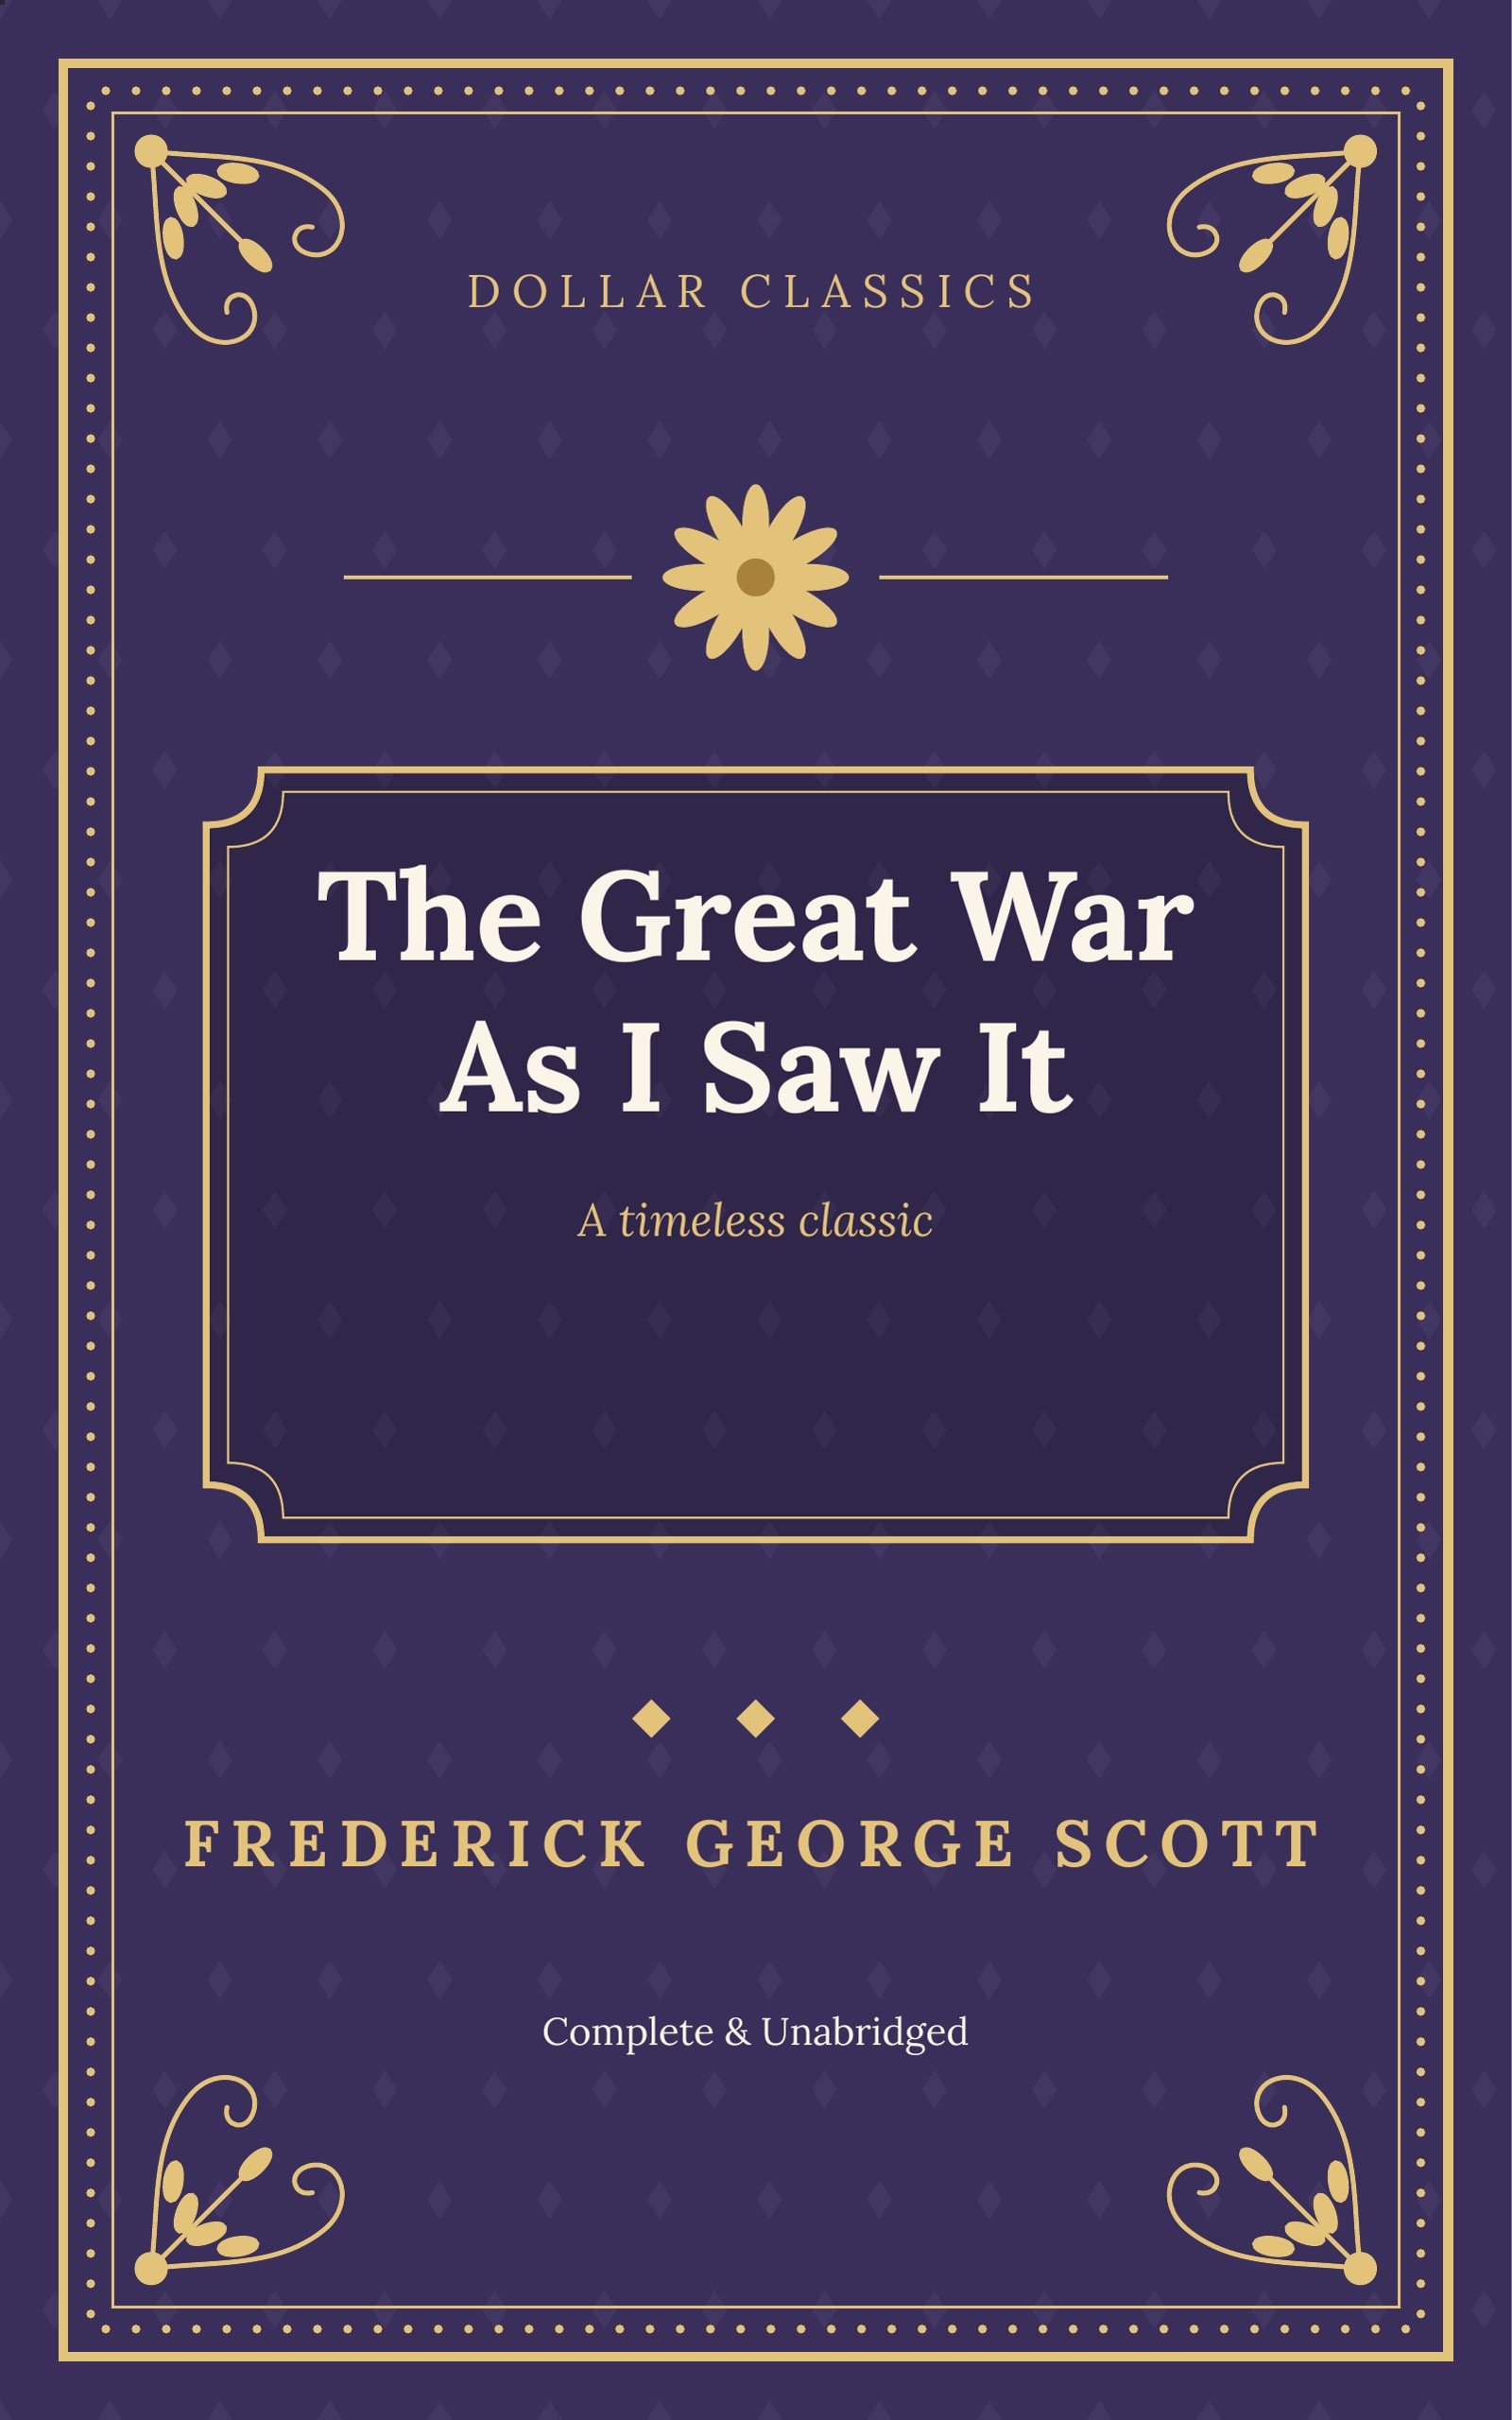 DOLLAR CLASSICS
The Great War
As I Saw It
A timeless classic
FREDERICK GEORGE SCOTT
Complete & Unabridged